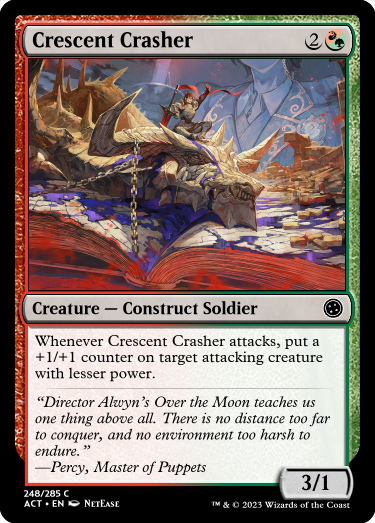 Crescent Crasher 2
Creature — Construct Soldier
Whenever Crescent Crasher attacks, put a
+1/+1 counter on target attacking creature
with lesser power.
“Director Alwyn’s Over the Moon teaches us
one thing above all. There is no distance too far
to conquer, and no environment too harsh to
endure.”
—Percy, Master of Puppets
3/1
248/285 C
ACT • EN NetEase ™ & © 2023 Wizards of the Coast